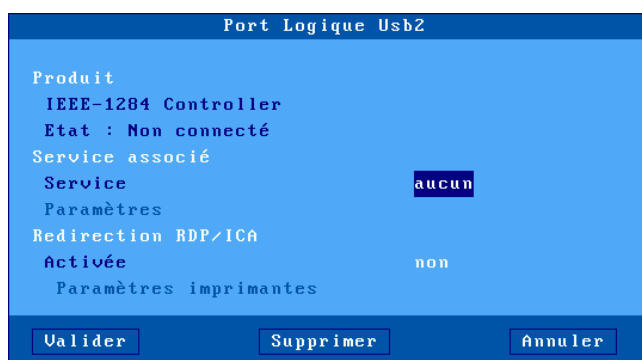 Port Logique Usb2
Produit
IEEE-1284 Controller
Etat : Non connecté
Service associé
Service aucun
Paramètres
Redirection RDP/ICA
Activée non
Paramètres imprimantes
Valider Supprimer Annuler